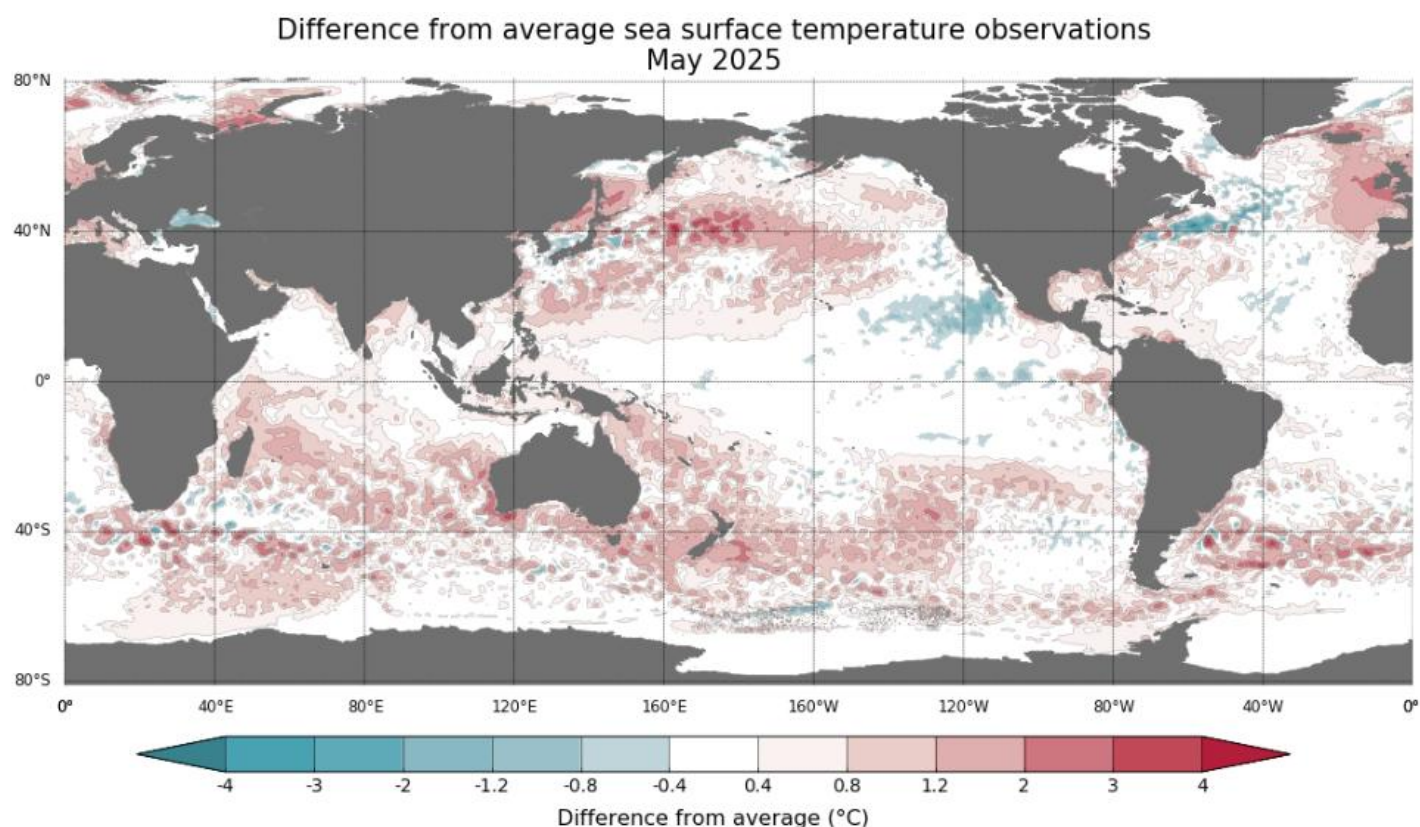 Difference from average sea surface temperature observations
May 2025
80°N
40°N
0°
40°S
80°S
0° 40°E 80°E 120°E 160°E 160°W 120°W 80°W 40°W 0°
-4 -3 -2 -1.2 -0.8 -0.4 0.4 0.8 1.2 2 3 4
Difference from average (°C)